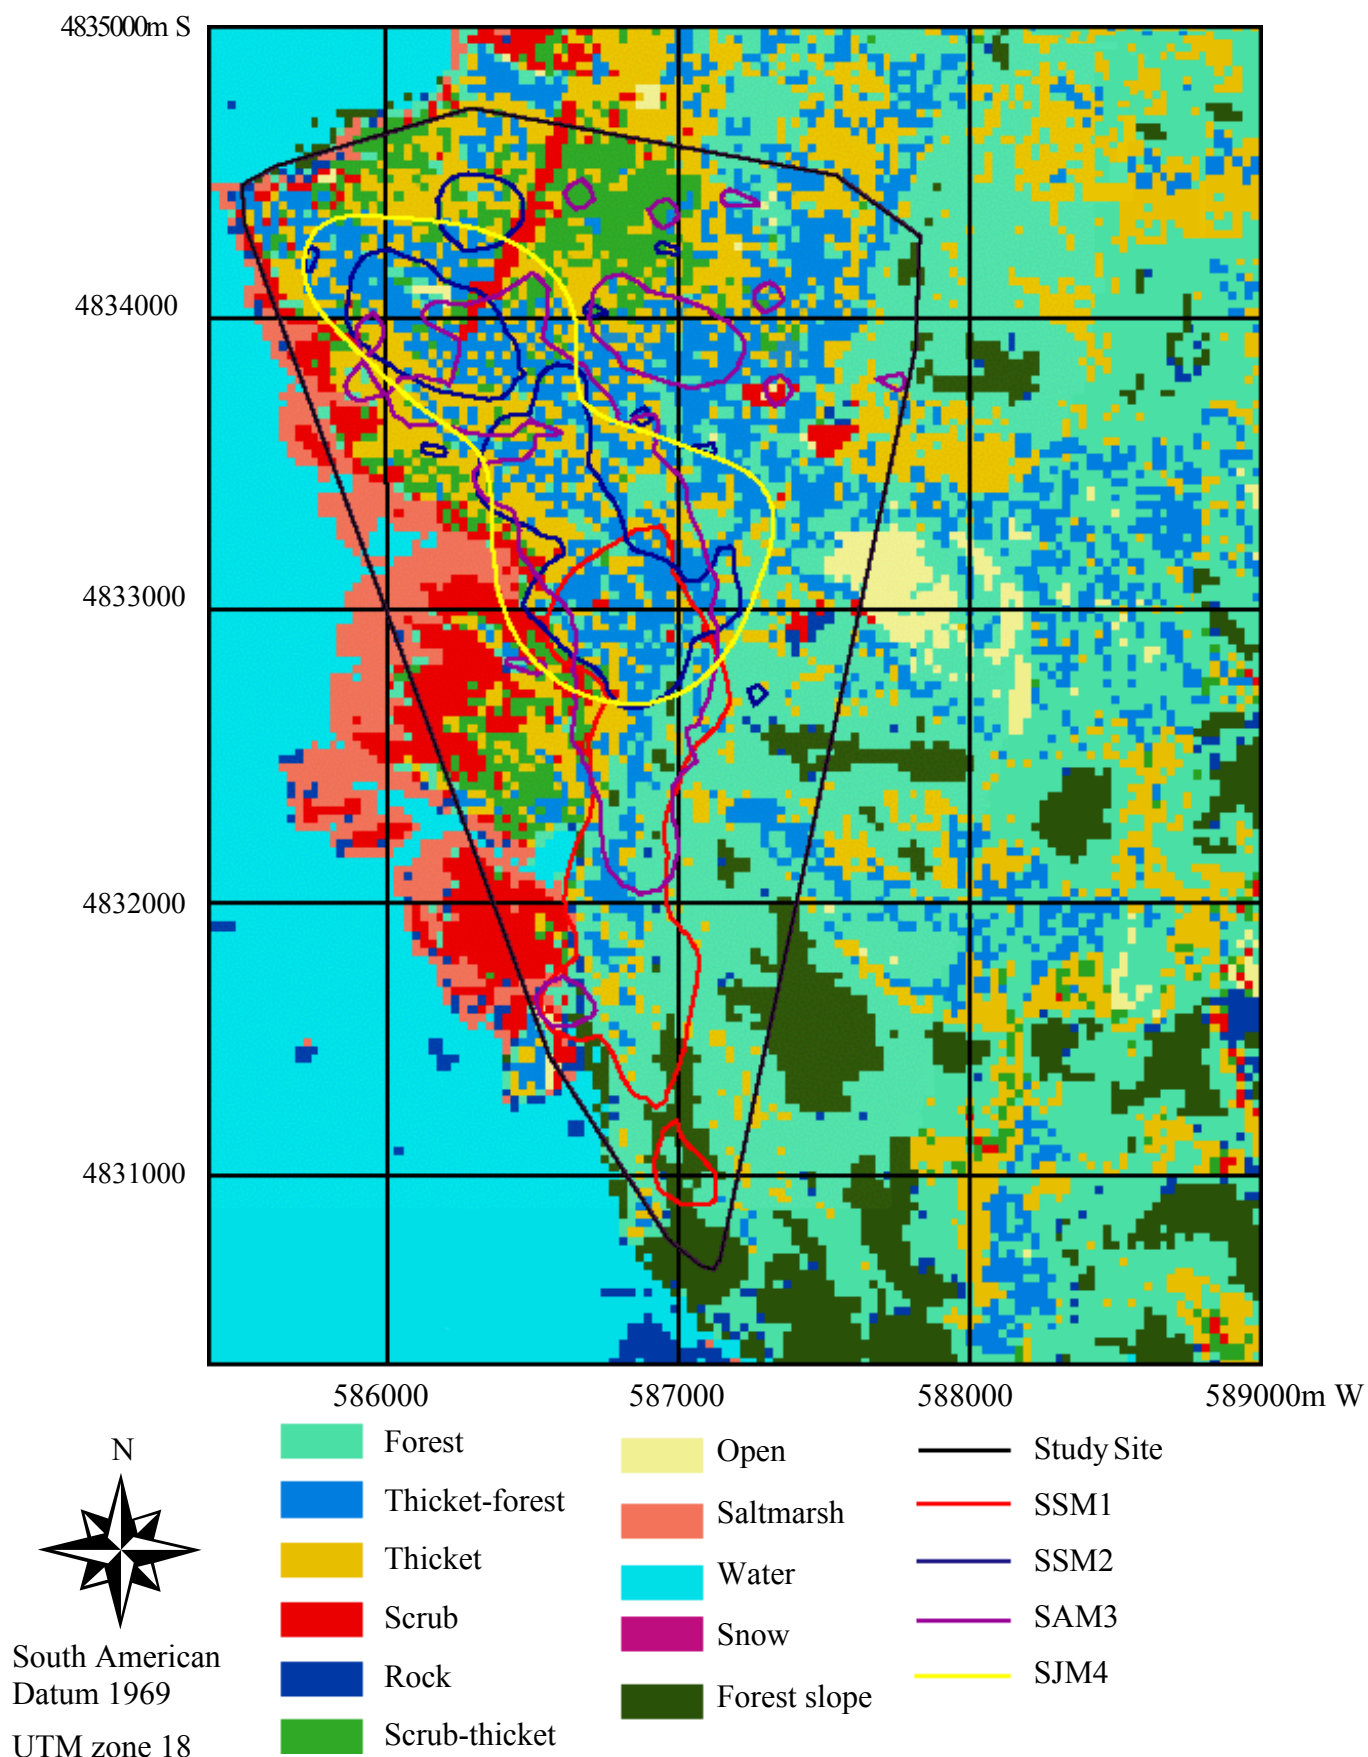 4835000m S
4834000
4833000
4832000
4831000
586000 587000 588000 589000m W
N
South American
Datum 1969
UTM zone 18
Forest
Thicket-forest
Thicket
Scrub
Rock
Scrub-thicket
Open
Saltmarsh
Water
Snow
Forest slope
Study Site
SSM1
SSM2
SAM3
SJM4